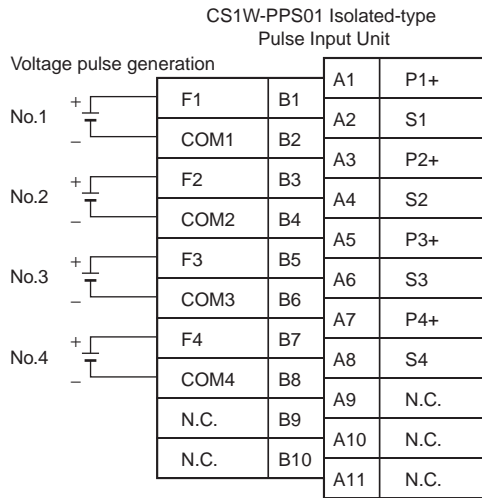 CS1W-PPS01 Isolated-type
Pulse Input Unit
Voltage pulse generation
A1 P1+
No.1 + F1 B1
A2 S1
− COM1 B2
A3 P2+
No.2 + F2 B3
A4 S2
− COM2 B4
A5 P3+
No.3 + F3 B5
A6 S3
− COM3 B6
A7 P4+
No.4 + F4 B7
A8 S4
− COM4 B8
A9 N.C.
N.C. B9
A10 N.C.
N.C. B10
A11 N.C.